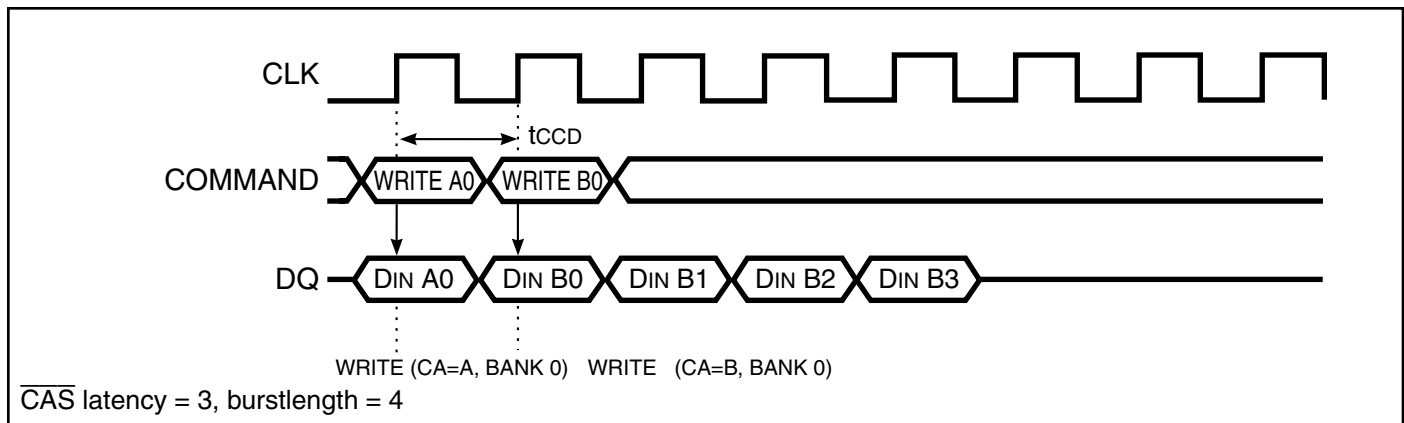 CLK
tCCD
COMMAND WRITE A0 WRITE B0
DQ DIN A0 DIN B0 DIN B1 DIN B2 DIN B3
WRITE (CA=A, BANK 0) WRITE (CA=B, BANK 0)
CAS latency = 3, burstlength = 4